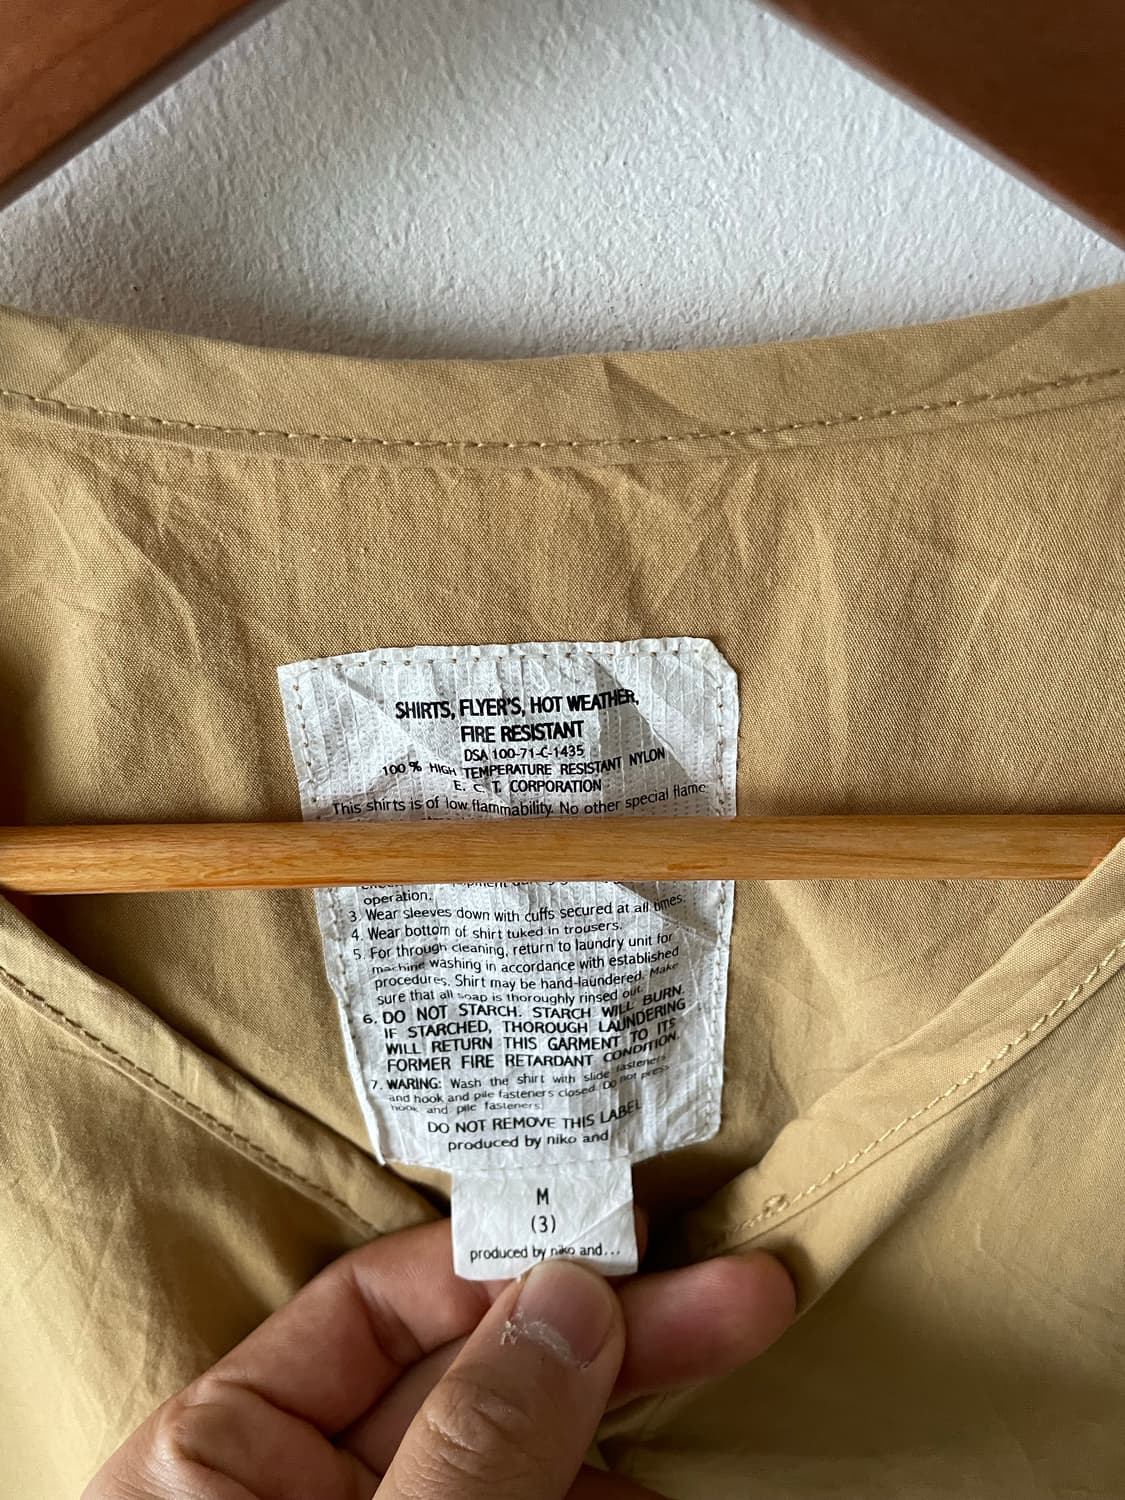 SHIRTS, FLYER'S, HOT WEATHER,
FIRE RESISTANT
DSA 100-71-C-1435
100 % HIGH TEMPERATURE RESISTANT NYLON
E. C. T. CORPORATION
This shirts is of low flammability. No other special flame
operation.
3. Wear sleeves down with cuffs secured at all times.
4. Wear bottom of shirt tuked in trousers.
5. For through cleaning, return to laundry unit for
machine washing in accordance with established
procedures. Shirt may be hand-laundered. Make
sure that all soap is thoroughly rinsed out.
6. DO NOT STARCH. STARCH WILL BURN.
IF STARCHED, THOROUGH LAUNDERING
WILL RETURN THIS GARMENT TO ITS
FORMER FIRE RETARDANT CONDITION.
7. WARING: Wash the shirt with slide fasteners
and hook and pile fasteners closed. Do not press
hook and pile fasteners.
DO NOT REMOVE THIS LABEL
produced by niko and
M
(3)
produced by niko and...